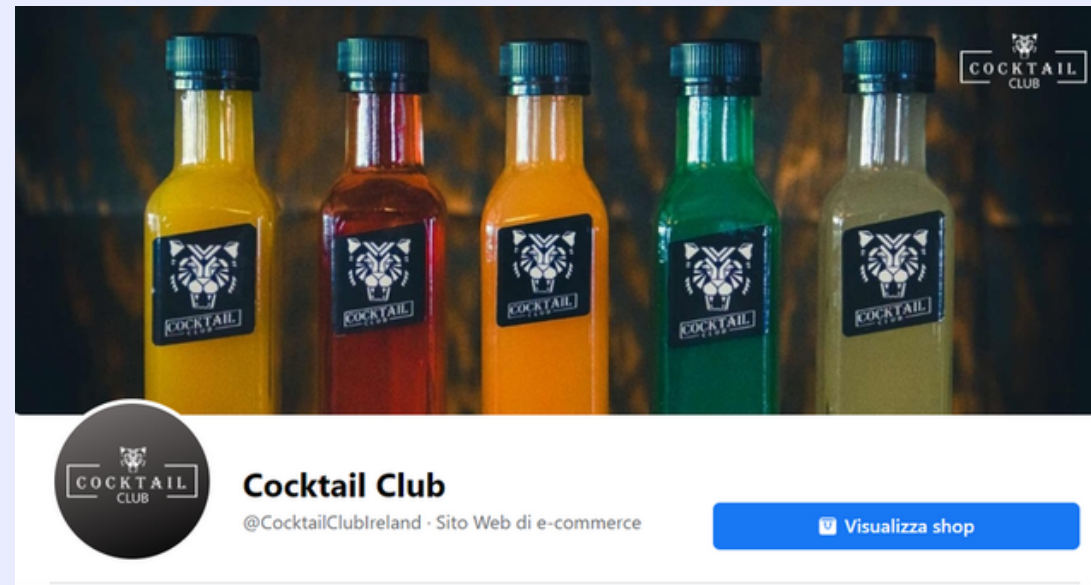 COCKTAIL
CLUB
COCKTAIL
CLUB
COCKTAIL
CLUB
COCKTAIL
CLUB
COCKTAIL
CLUB
COCKTAIL
CLUB
COCKTAIL
CLUB
Cocktail Club
@CocktailClubIreland · Sito Web di e-commerce
Visualizza shop